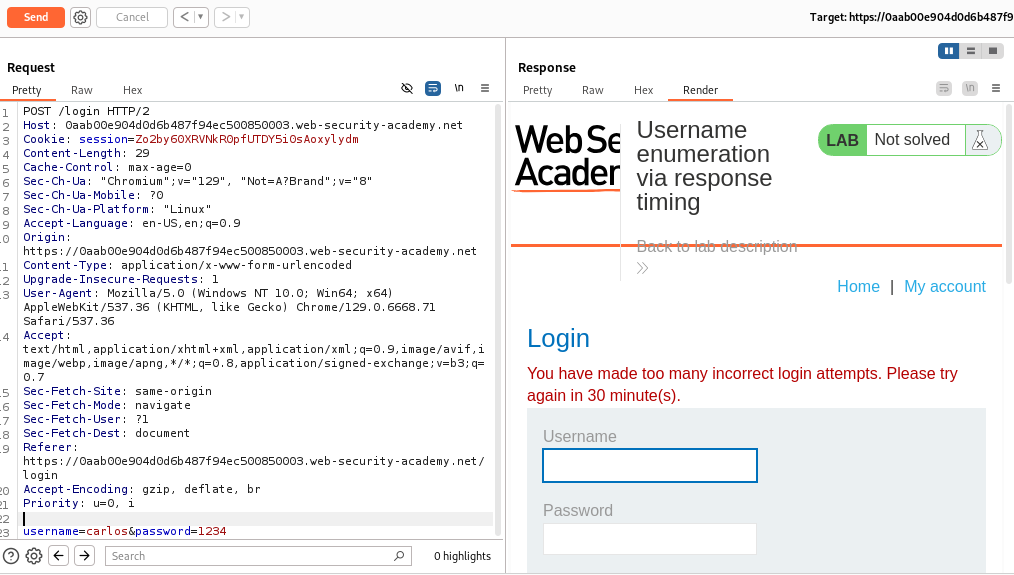 Send
Cancel
Target: https://0aab00e904d0d6b487f9
Request
Response
Pretty Raw Hex
\n
Pretty Raw Hex Render
\n
1 POST /login HTTP/2
2 Host: 0aab00e904d0d6b487f94ec500850003.web-security-academy.net
3 Cookie: session=Zo2by6OXRVNkROpfUTDY5iOsAoxylydm
4 Content-Length: 29
5 Cache-Control: max-age=0
6 Sec-Ch-Ua: "Chromium";v="129", "Not=A?Brand";v="8"
7 Sec-Ch-Ua-Mobile: ?0
8 Sec-Ch-Ua-Platform: "Linux"
9 Accept-Language: en-US,en;q=0.9
10 Origin:
https://0aab00e904d0d6b487f94ec500850003.web-security-academy.net
11 Content-Type: application/x-www-form-urlencoded
12 Upgrade-Insecure-Requests: 1
13 User-Agent: Mozilla/5.0 (Windows NT 10.0; Win64; x64)
AppleWebKit/537.36 (KHTML, like Gecko) Chrome/129.0.6668.71
Safari/537.36
14 Accept:
text/html,application/xhtml+xml,application/xml;q=0.9,image/avif,i
mage/webp,image/apng,*/*;q=0.8,application/signed-exchange;v=b3;q=
0.7
15 Sec-Fetch-Site: same-origin
16 Sec-Fetch-Mode: navigate
17 Sec-Fetch-User: ?1
18 Sec-Fetch-Dest: document
19 Referer:
https://0aab00e904d0d6b487f94ec500850003.web-security-academy.net/
login
20 Accept-Encoding: gzip, deflate, br
21 Priority: u=0, i
22
23 username=carlos&password=1234
Search
0 highlights
Web Se
Academ
Username
enumeration
via response
timing
Back to lab description
LAB Not solved
Home | My account
Login
You have made too many incorrect login attempts. Please try
again in 30 minute(s).
Username
Password